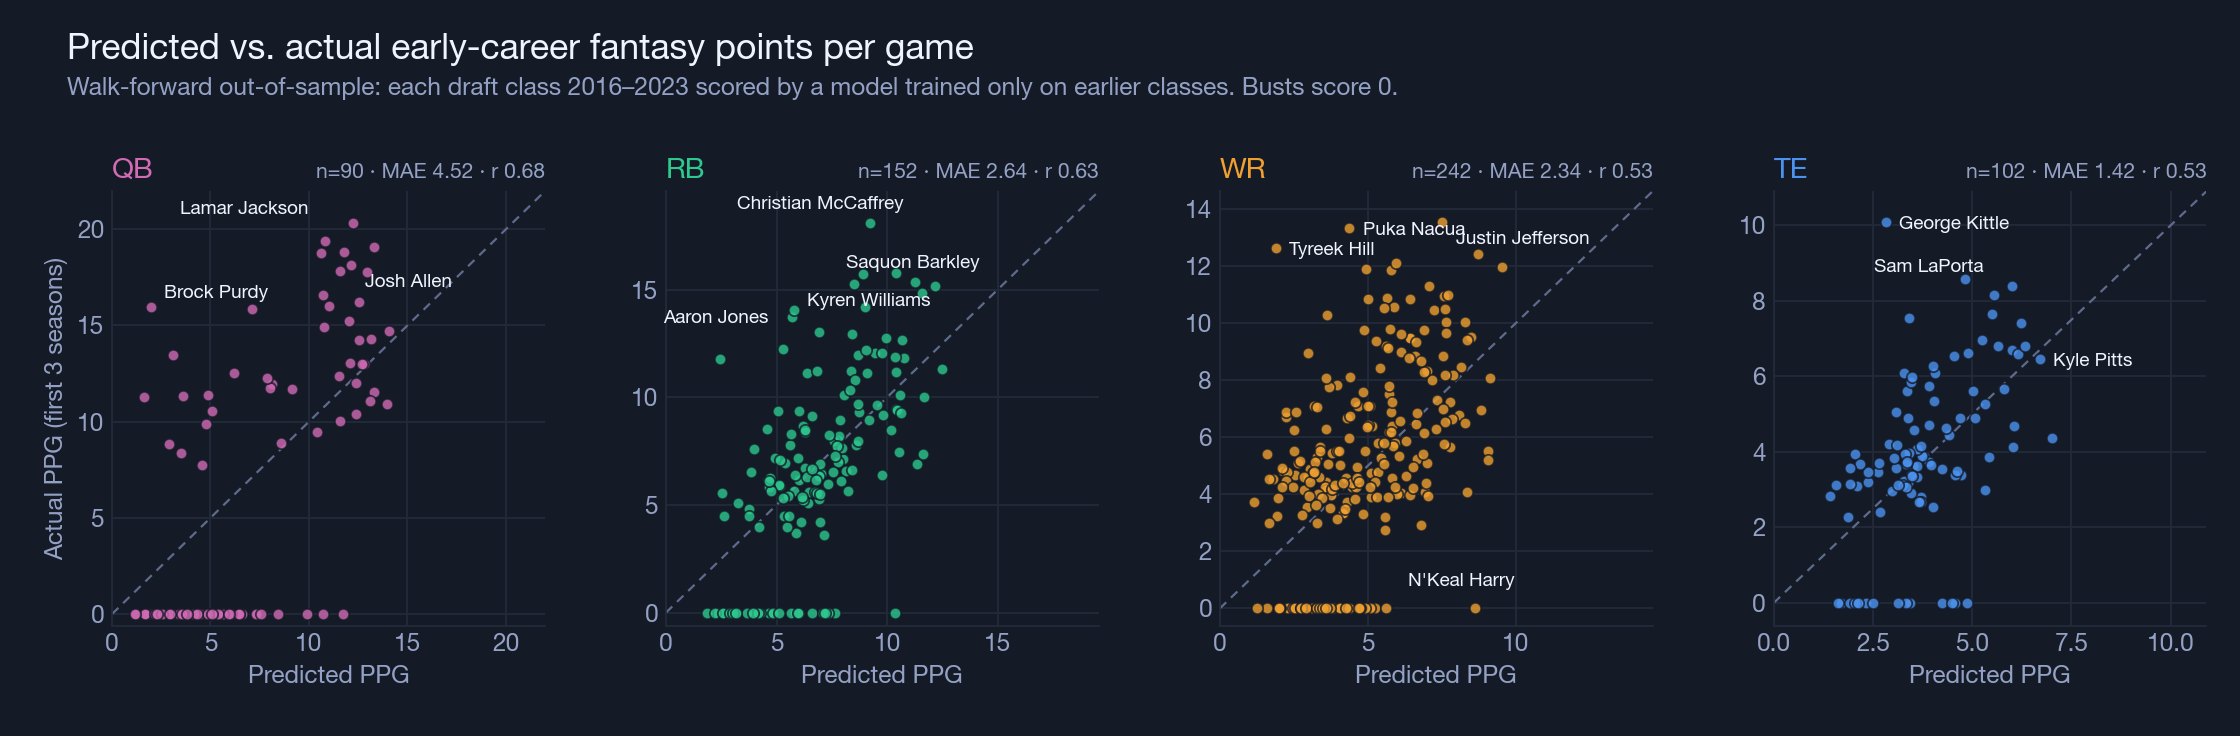 Predicted vs. actual early-career fantasy points per game
Walk-forward out-of-sample: each draft class 2016–2023 scored by a model trained only on earlier classes. Busts score 0.
QB
n=90 · MAE 4.52 · r 0.68
Actual PPG (first 3 seasons)
20
15
10
5
0
Lamar Jackson
Josh Allen
Brock Purdy
0
5
10
15
20
Predicted PPG
RB
n=152 · MAE 2.64 · r 0.63
15
10
5
0
Christian McCaffrey
Saquon Barkley
Kyren Williams
Aaron Jones
0
5
10
15
Predicted PPG
WR
n=242 · MAE 2.34 · r 0.53
14
12
10
8
6
4
2
0
Puka Nacua
Justin Jefferson
Tyreek Hill
N'Keal Harry
0
5
10
Predicted PPG
TE
n=102 · MAE 1.42 · r 0.53
10
8
6
4
2
0
George Kittle
Sam LaPorta
Kyle Pitts
0.0
2.5
5.0
7.5
10.0
Predicted PPG